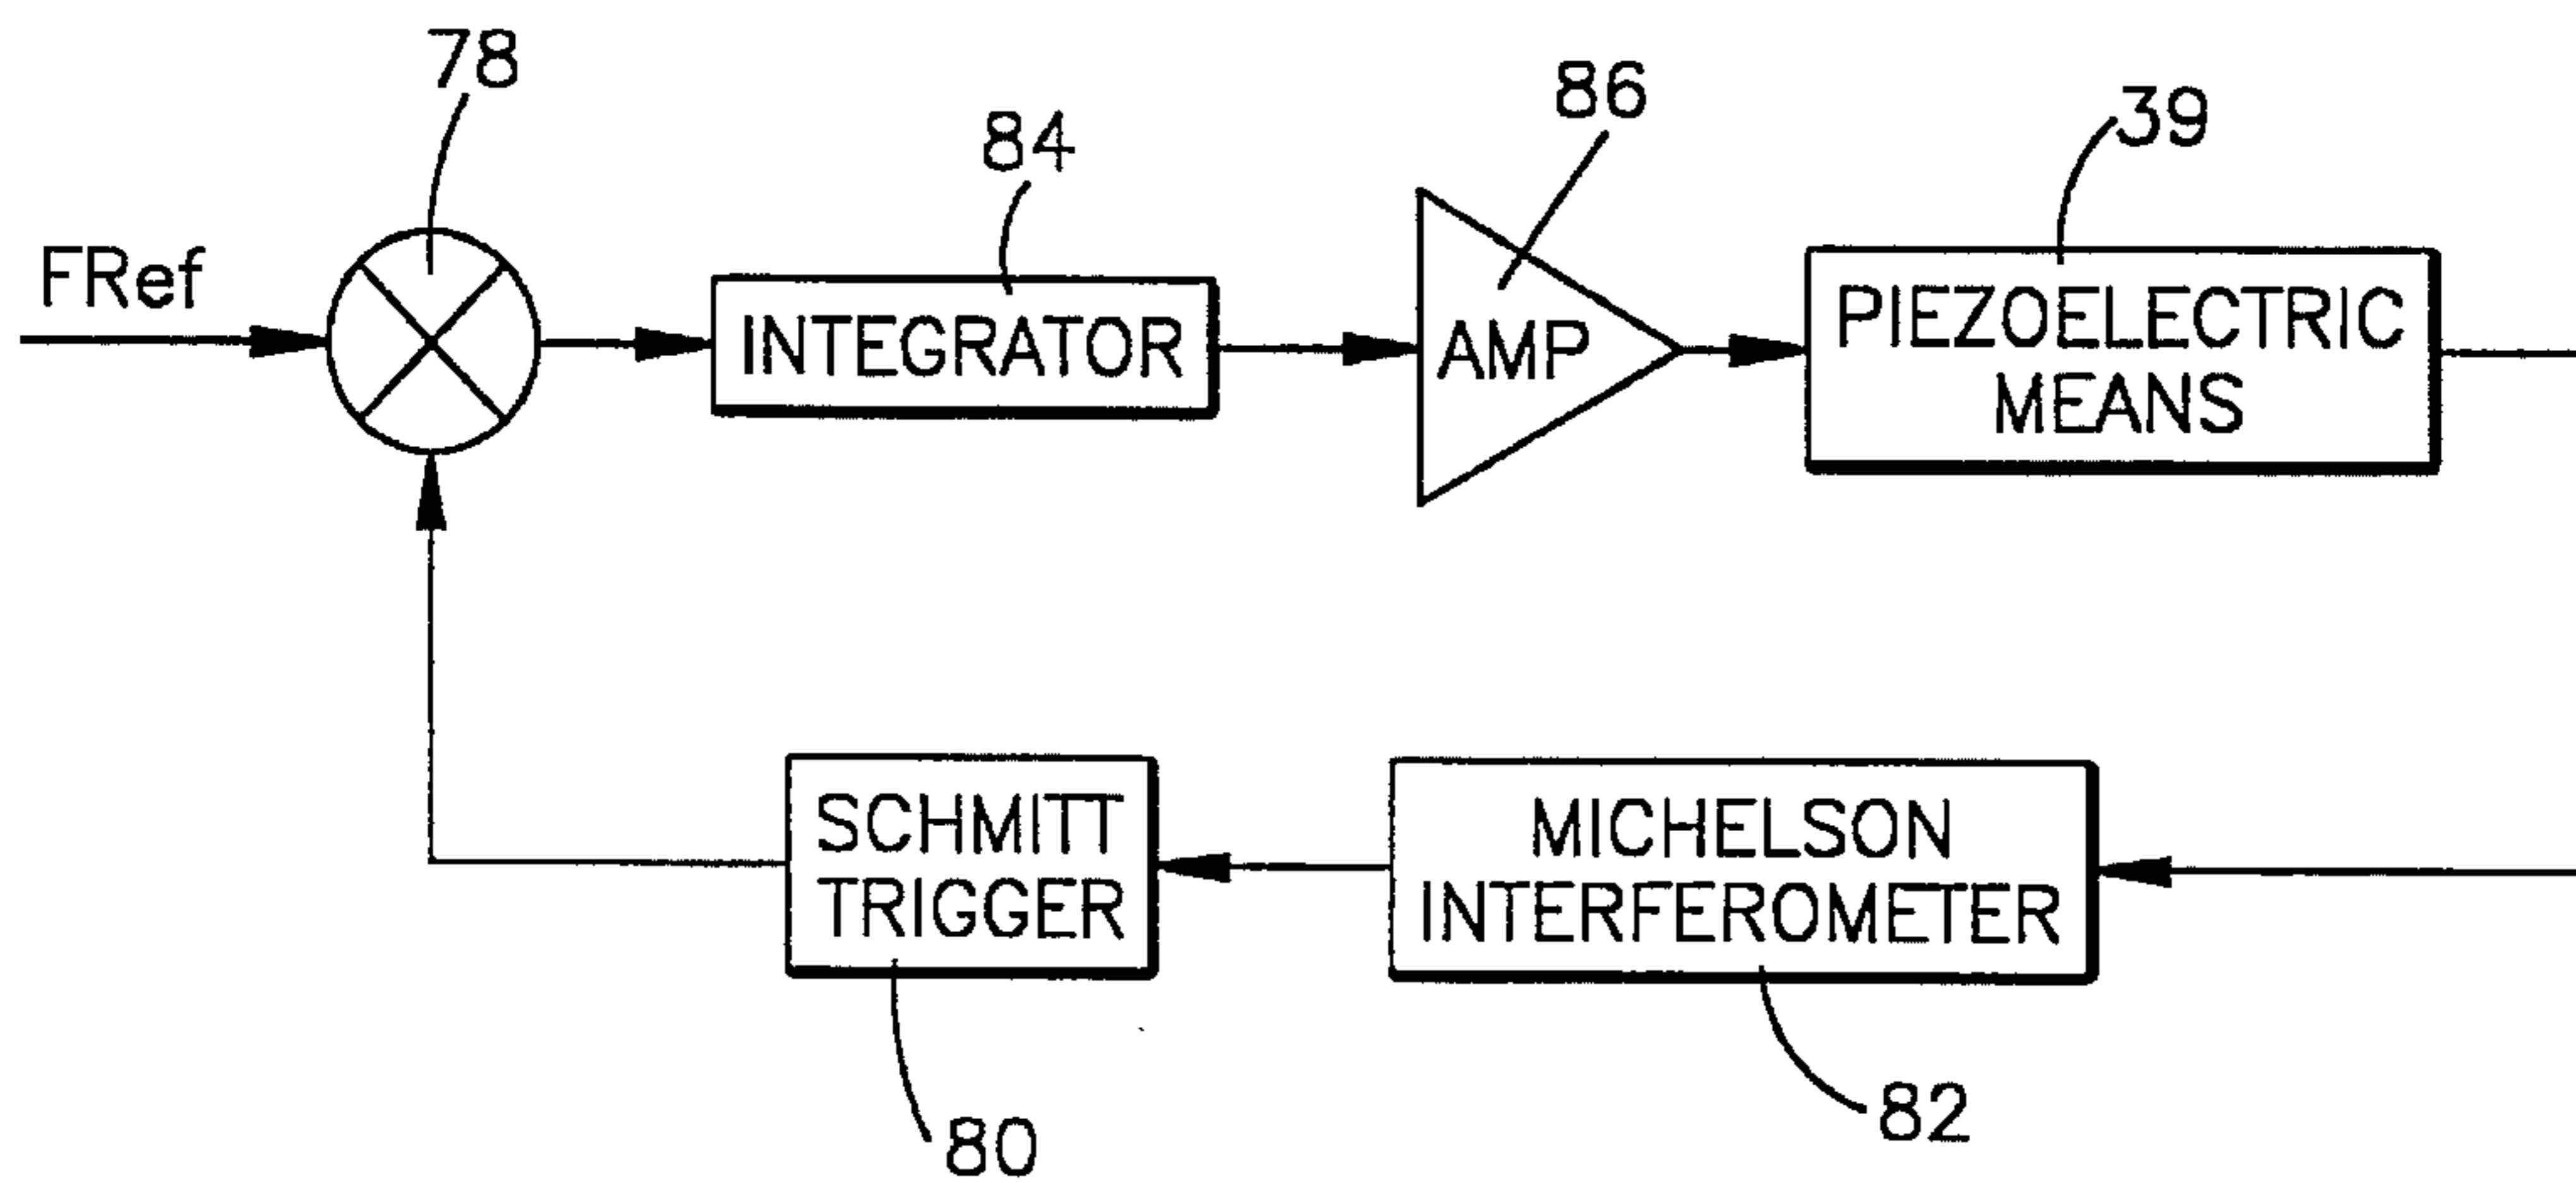 78
84
86
39
FRef
INTEGRATOR
AMP
PIEZOELECTRIC
MEANS
SCHMITT
TRIGGER
MICHELSON
INTERFEROMETER
80
82